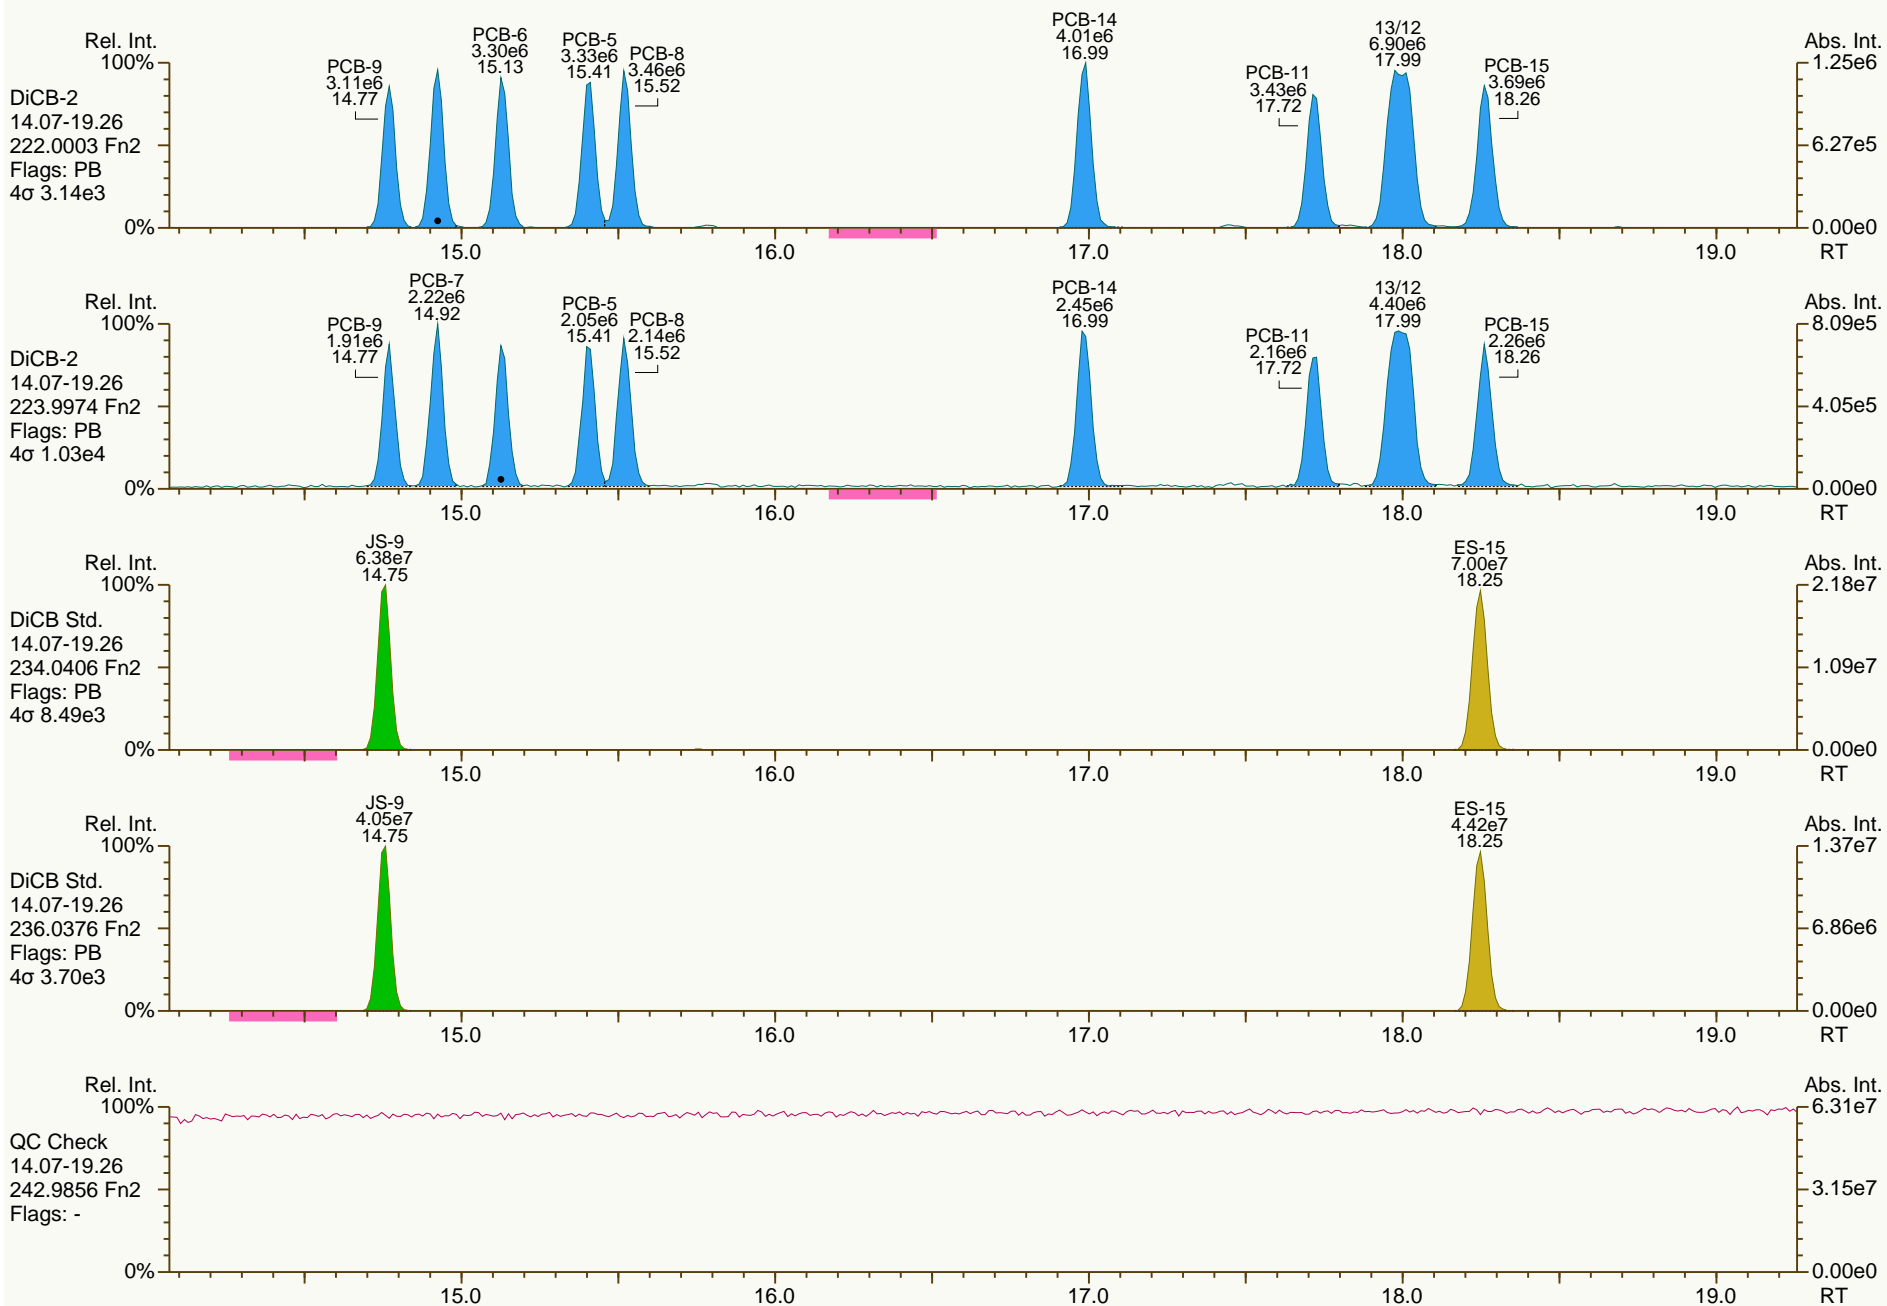 Rel. Int.
100%
0%
DiCB-2
14.07-19.26
222.0003 Fn2
Flags: PB
4σ 3.14e3
PCB-9
3.11e6
14.77
PCB-6
3.30e6
15.13
PCB-5
3.33e6
15.41
PCB-8
3.46e6
15.52
PCB-14
4.01e6
16.99
PCB-11
3.43e6
17.72
13/12
6.90e6
17.99
PCB-15
3.69e6
18.26
Abs. Int.
1.25e6
6.27e5
0.00e0
15.0 16.0 17.0 18.0 19.0 RT
Rel. Int.
100%
0%
DiCB-2
14.07-19.26
223.9974 Fn2
Flags: PB
4σ 1.03e4
PCB-9
1.91e6
14.77
PCB-7
2.22e6
14.92
PCB-5
2.05e6
15.41
PCB-8
2.14e6
15.52
PCB-14
2.45e6
16.99
PCB-11
2.16e6
17.72
13/12
4.40e6
17.99
PCB-15
2.26e6
18.26
Abs. Int.
8.09e5
4.05e5
0.00e0
15.0 16.0 17.0 18.0 19.0 RT
Rel. Int.
100%
0%
DiCB Std.
14.07-19.26
234.0406 Fn2
Flags: PB
4σ 8.49e3
JS-9
6.38e7
14.75
ES-15
7.00e7
18.25
Abs. Int.
2.18e7
1.09e7
0.00e0
15.0 16.0 17.0 18.0 19.0 RT
Rel. Int.
100%
0%
DiCB Std.
14.07-19.26
236.0376 Fn2
Flags: PB
4σ 3.70e3
JS-9
4.05e7
14.75
ES-15
4.42e7
18.25
Abs. Int.
1.37e7
6.86e6
0.00e0
15.0 16.0 17.0 18.0 19.0 RT
Rel. Int.
100%
0%
QC Check
14.07-19.26
242.9856 Fn2
Flags: -
Abs. Int.
6.31e7
3.15e7
0.00e0
15.0 16.0 17.0 18.0 19.0 RT